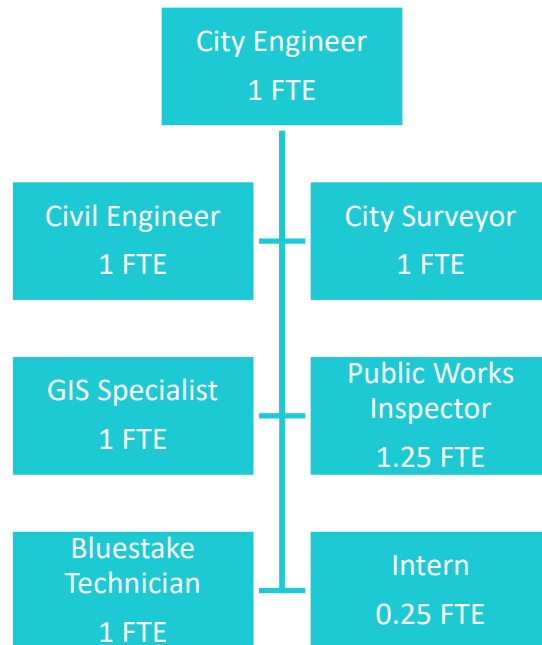 City Engineer
1 FTE
Civil Engineer
1 FTE
City Surveyor
1 FTE
GIS Specialist
1 FTE
Public Works
Inspector
1.25 FTE
Bluestake
Technician
1 FTE
Intern
0.25 FTE